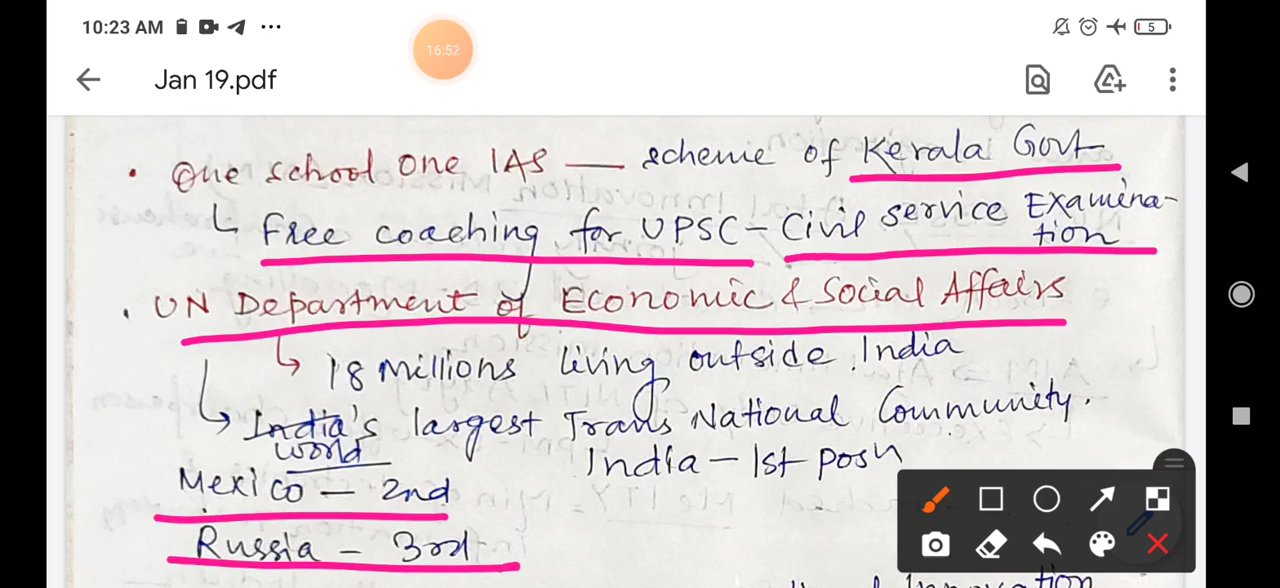 10:23 AM
16:52
5
Jan 19.pdf
• One school One IAS — scheme of Kerala Govt
↳ Free coaching for UPSC – Civil service Examina-
tion
• UN Department of Economic & Social Affairs
↳ 18 Millions living outside India
↳ India's largest Trans National Community.
world
India – 1st posn
Mexico – 2nd
Russia – 3rd